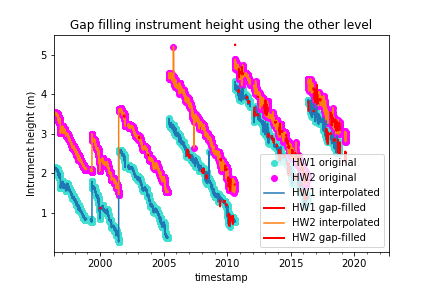 Gap filling instrument height using the other level
Intrument height (m)
5
4
3
2
1
HW1 original
HW2 original
HW1 interpolated
HW1 gap-filled
HW2 interpolated
HW2 gap-filled
2000
2005
2010
2015
2020
timestamp